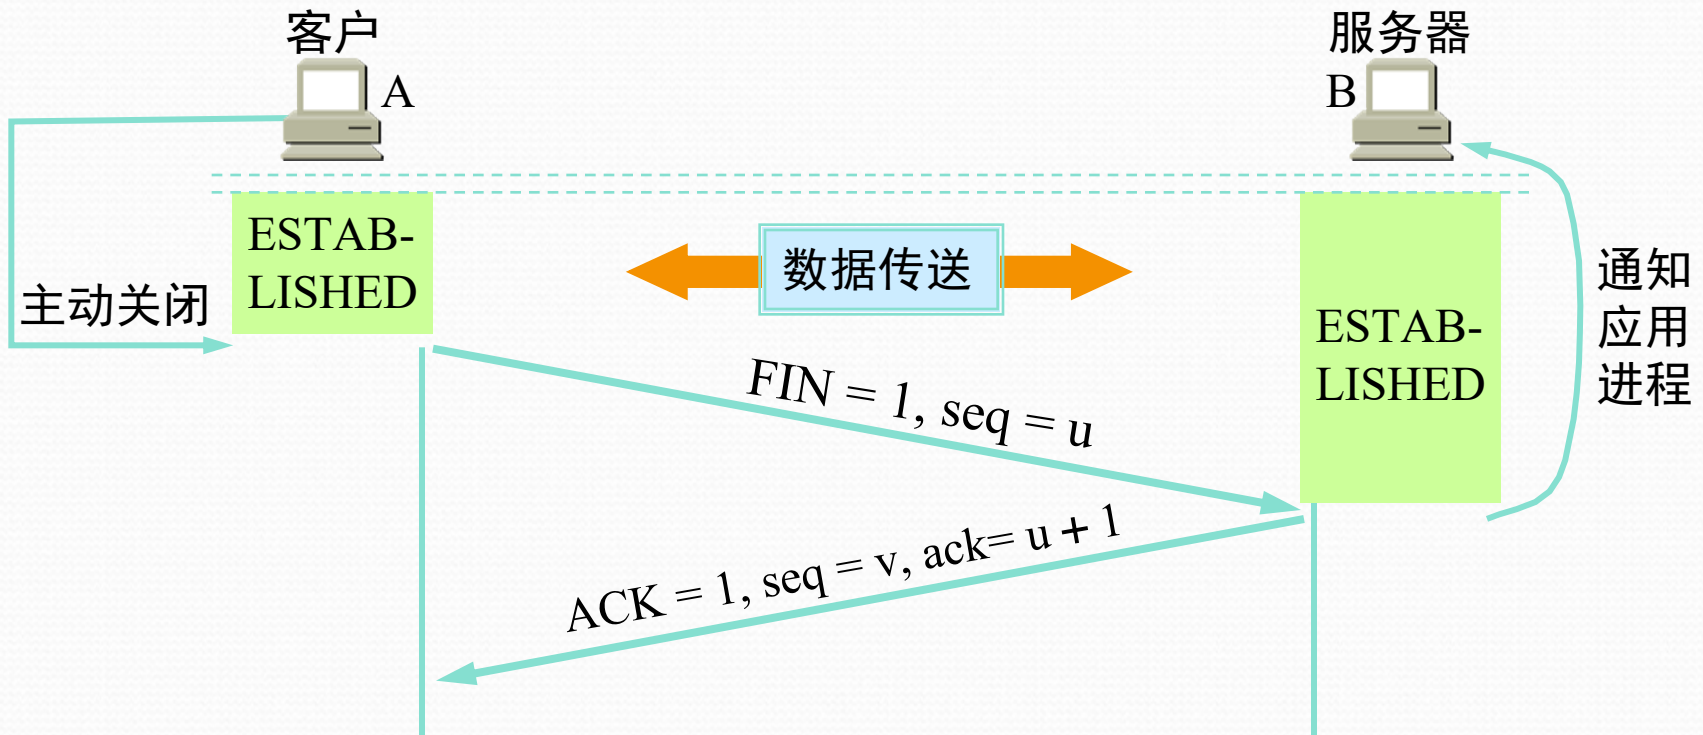 客户
A
服务器
B
ESTAB-
LISHED
数据传送
主动关闭
ESTAB-
LISHED
通知
应用
进程
FIN = 1, seq = u
ACK = 1, seq = v, ack= u + 1